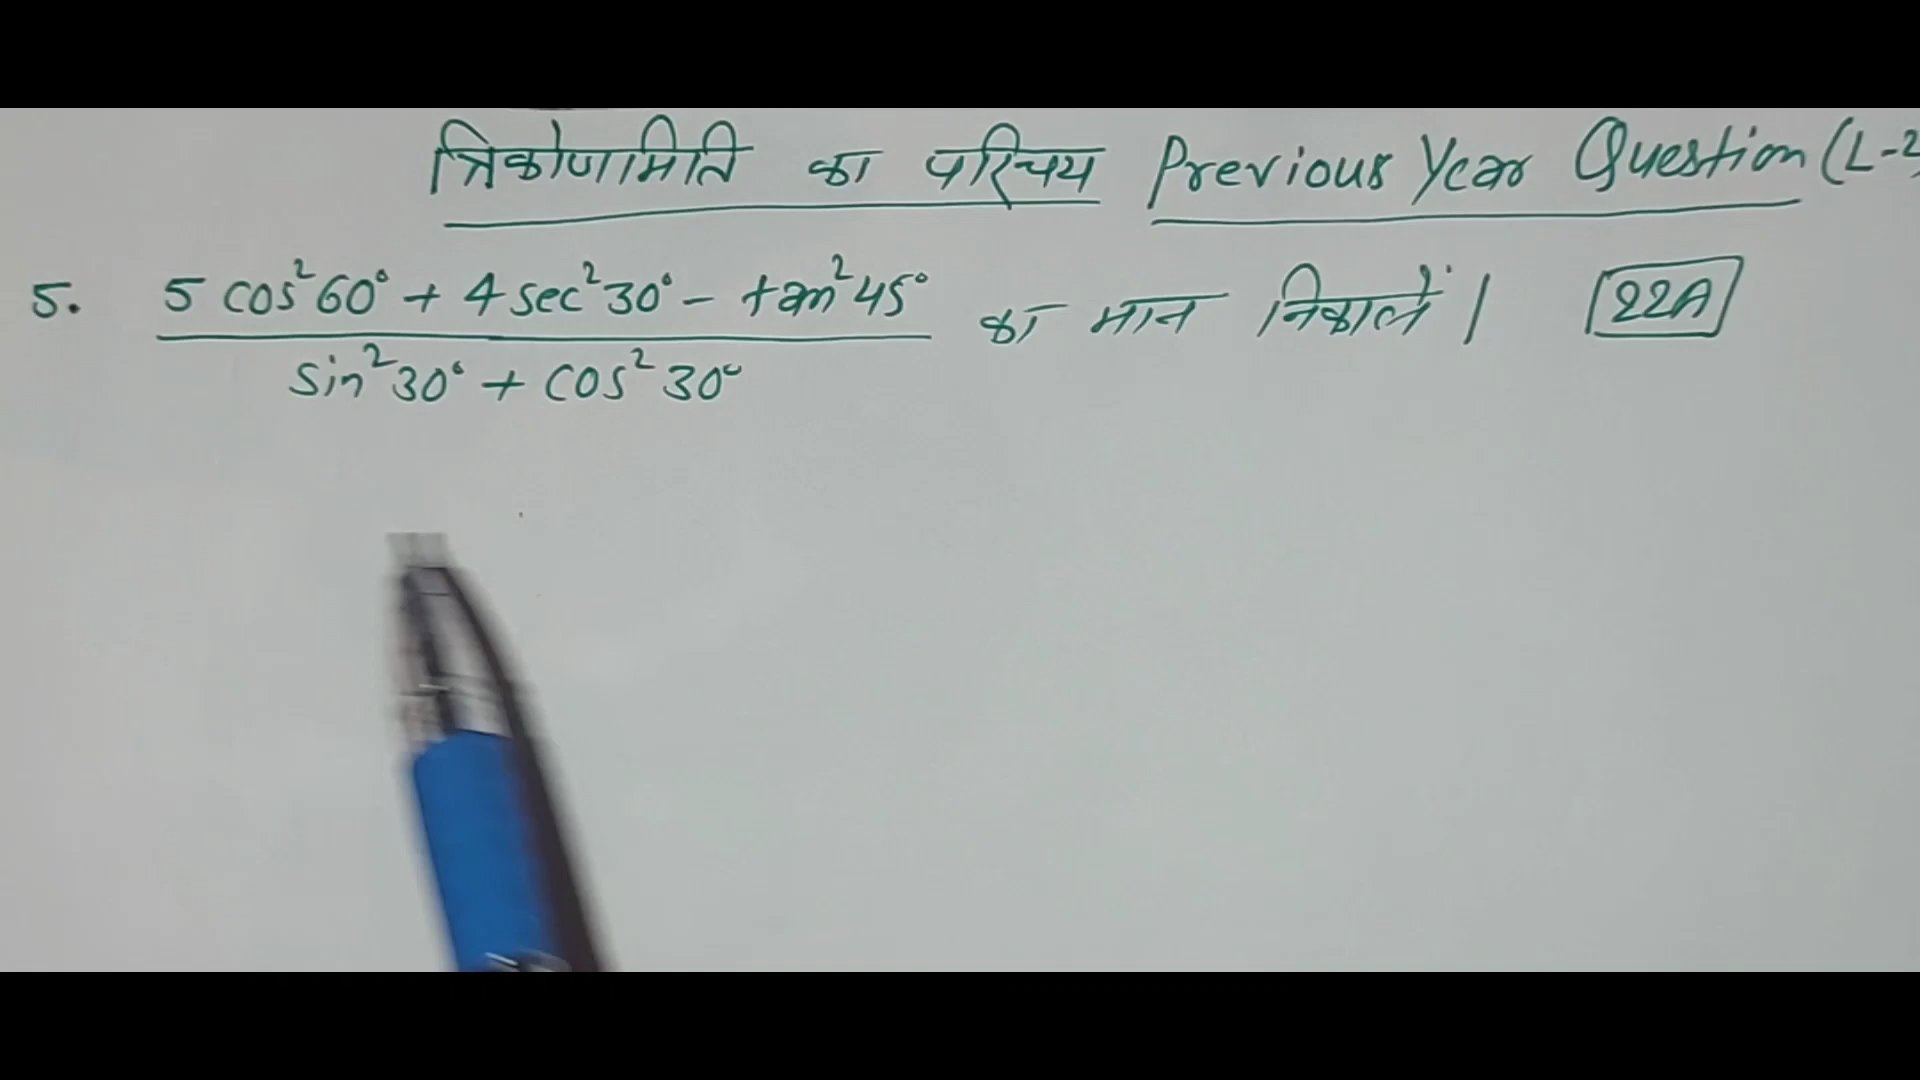 त्रिकोणमिति का परिचय Previous Year Question (L-2)
5. 5 cos²60° + 4 sec²30° - tan²45° का मान निकालें | 22A
sin²30° + cos²30°